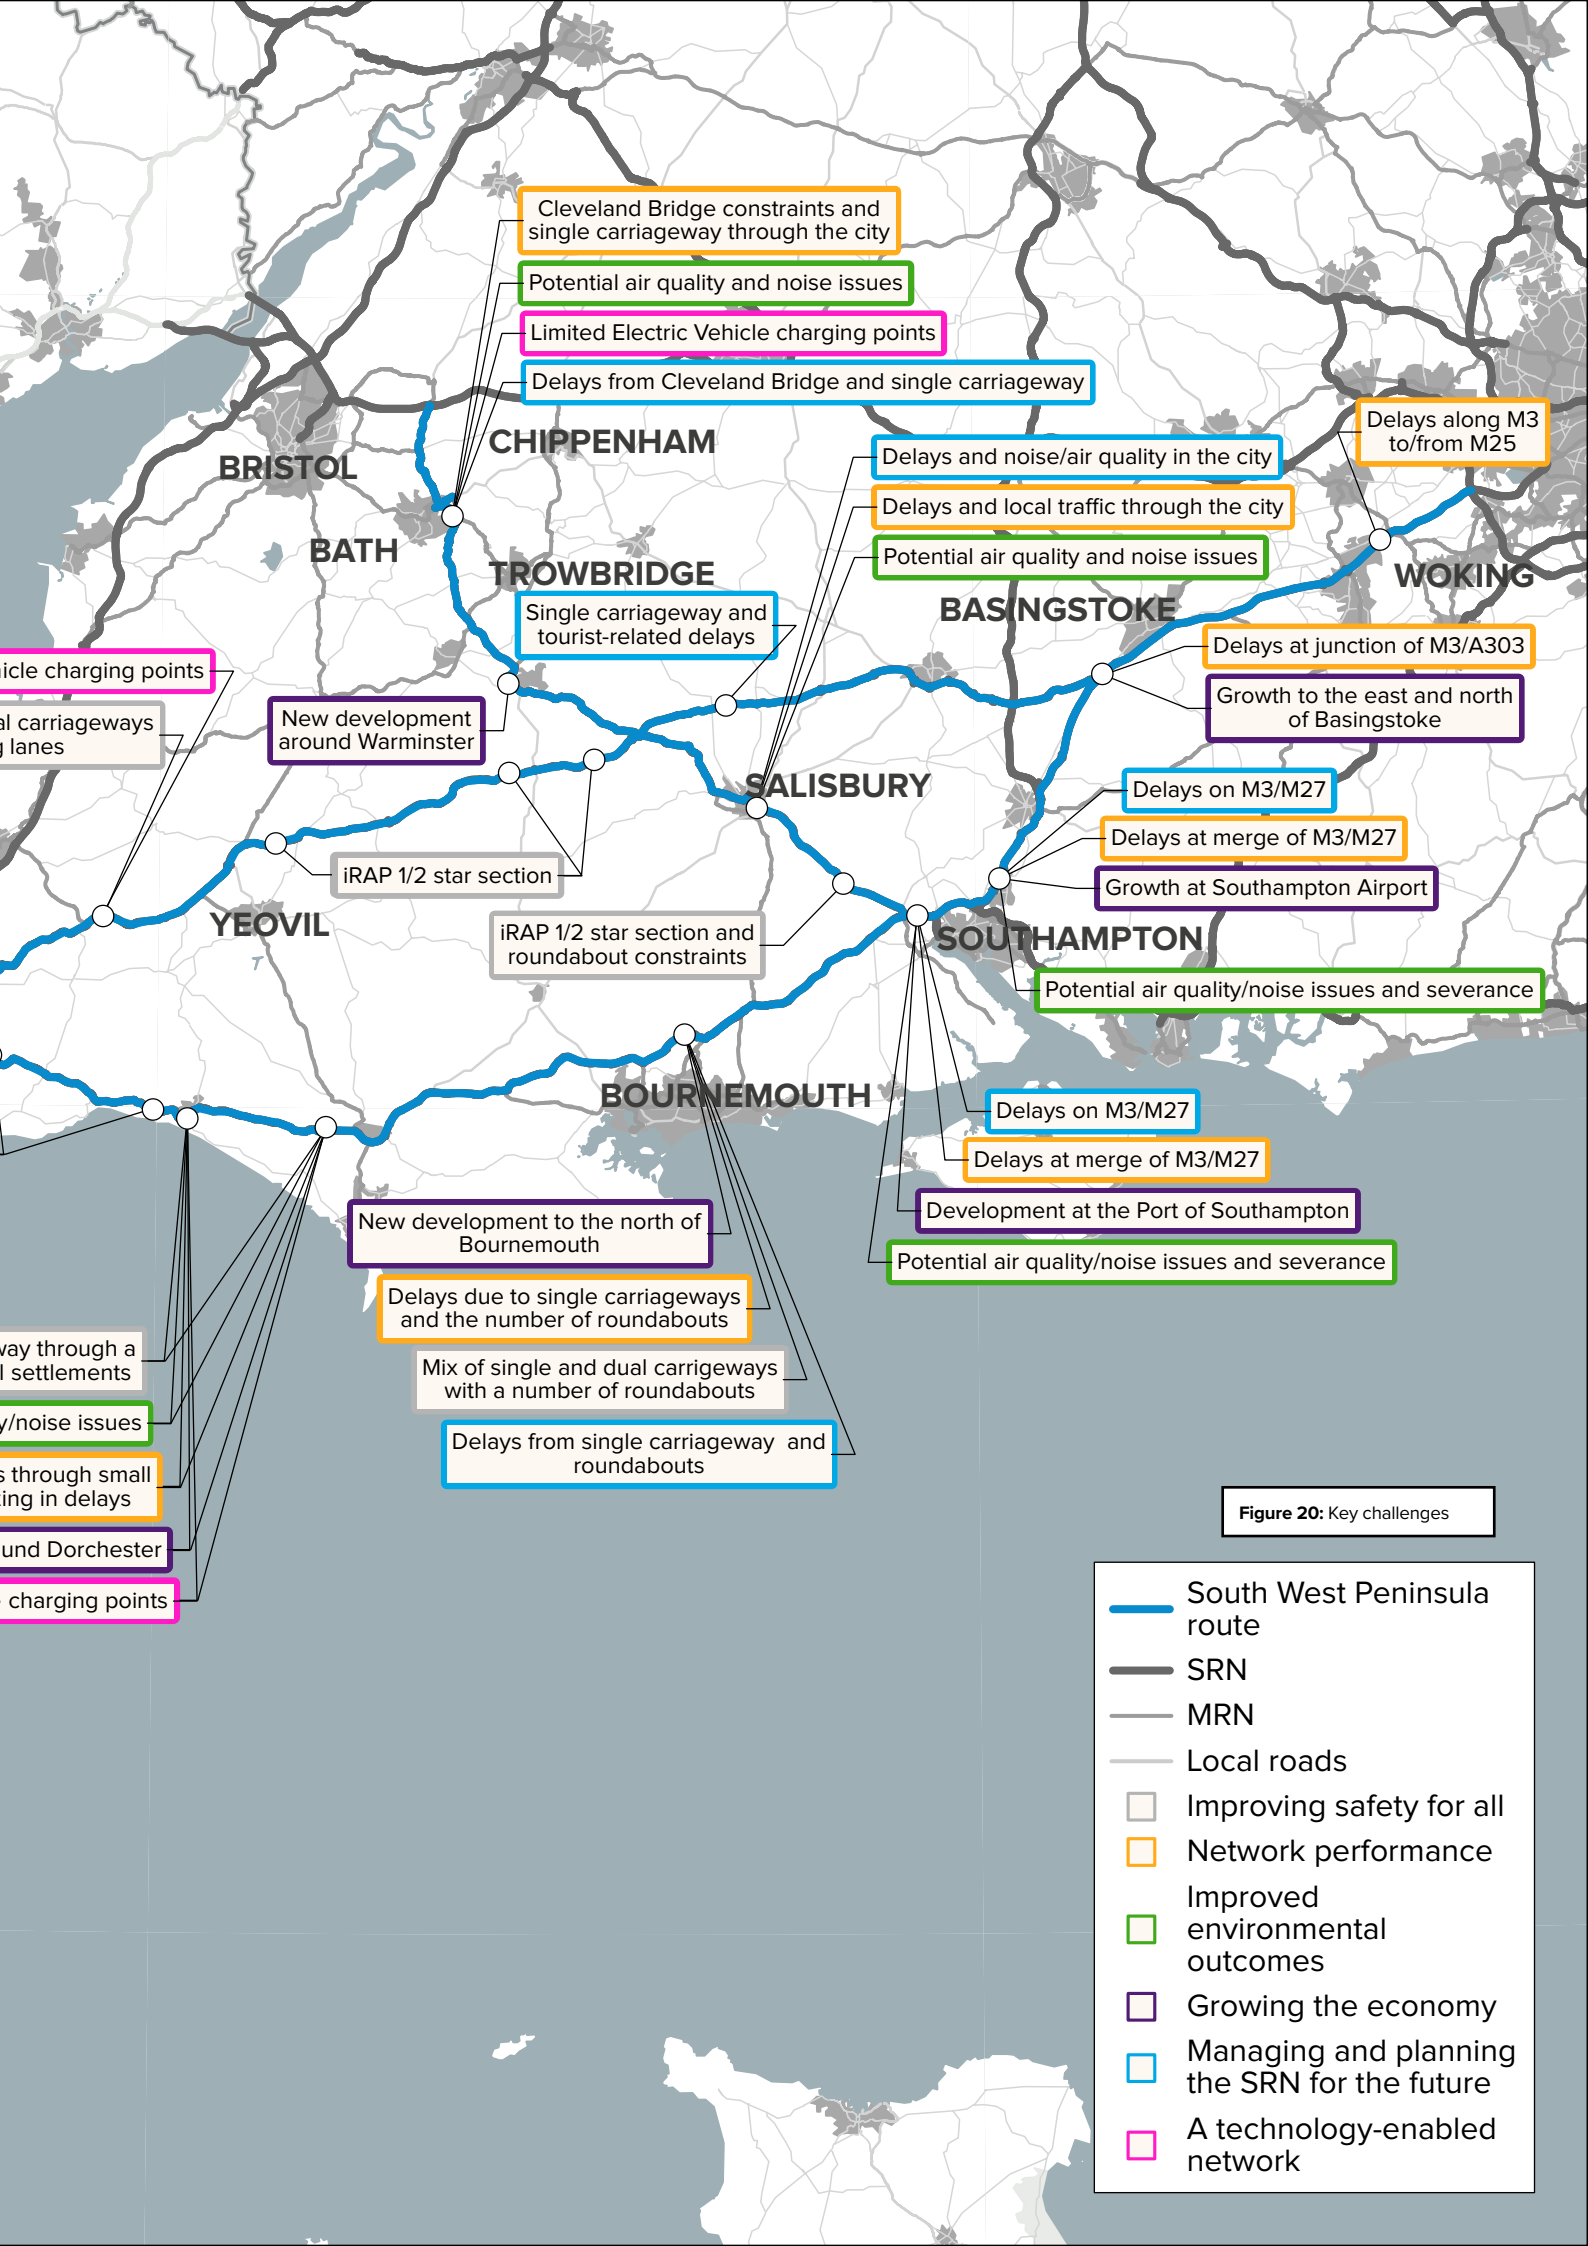 Cleveland Bridge constraints and
single carriageway through the city
Potential air quality and noise issues
Limited Electric Vehicle charging points
Delays from Cleveland Bridge and single carriageway
CHIPPENHAM
BRISTOL
BATH
TROWBRIDGE
Delays along M3
to/from M25
Delays and noise/air quality in the city
Delays and local traffic through the city
Potential air quality and noise issues
WOKING
BASINGSTOKE
Single carriageway and
tourist-related delays
Delays at junction of M3/A303
Growth to the east and north
of Basingstoke
icle charging points
al carriageways
g lanes
New development
around Warminster
SALISBURY
Delays on M3/M27
Delays at merge of M3/M27
Growth at Southampton Airport
iRAP 1/2 star section
YEOVIL
iRAP 1/2 star section and
roundabout constraints
SOUTHAMPTON
Potential air quality/noise issues and severance
BOURNEMOUTH
Delays on M3/M27
Delays at merge of M3/M27
Development at the Port of Southampton
Potential air quality/noise issues and severance
New development to the north of
Bournemouth
Delays due to single carriageways
and the number of roundabouts
Mix of single and dual carrigeways
with a number of roundabouts
Delays from single carriageway and
roundabouts
way through a
l settlements
y/noise issues
s through small
ting in delays
und Dorchester
charging points
Figure 20: Key challenges
South West Peninsula
route
SRN
MRN
Local roads
Improving safety for all
Network performance
Improved
environmental
outcomes
Growing the economy
Managing and planning
the SRN for the future
A technology-enabled
network